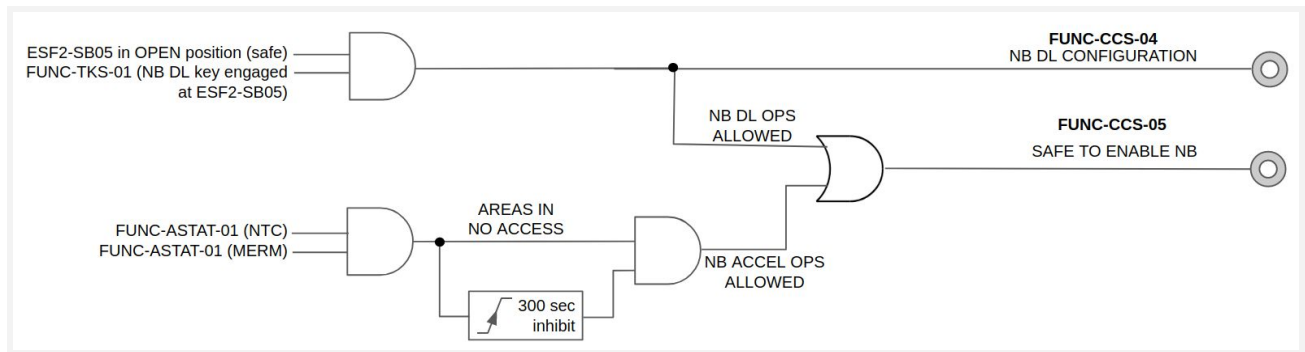 FUNC-CCS-04
NB DL CONFIGURATION
ESF2-SB05 in OPEN position (safe)
FUNC-TKS-01 (NB DL key engaged
at ESF2-SB05)
NB DL OPS
ALLOWED
FUNC-CCS-05
SAFE TO ENABLE NB
AREAS IN
NO ACCESS
FUNC-ASTAT-01 (NTC)
FUNC-ASTAT-01 (MERM)
NB ACCEL OPS
ALLOWED
300 sec
inhibit